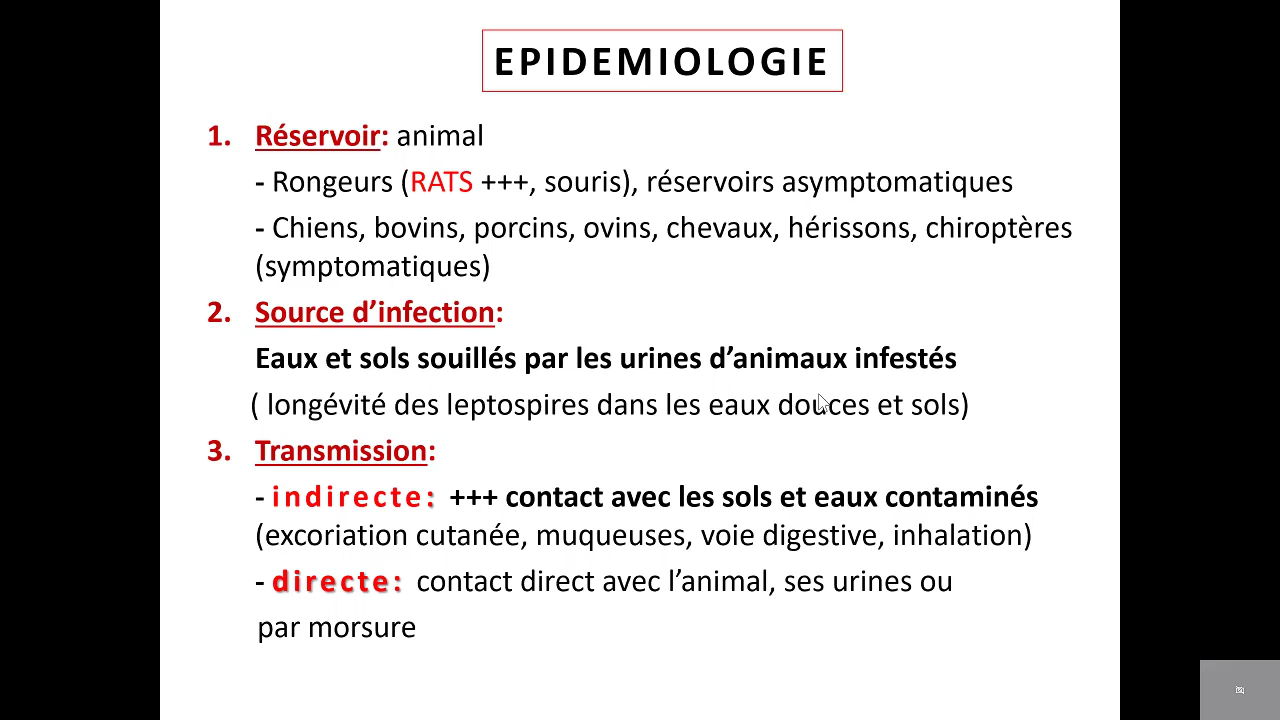 EPIDEMIOLOGIE
1. Réservoir: animal
- Rongeurs (RATS +++, souris), réservoirs asymptomatiques
- Chiens, bovins, porcins, ovins, chevaux, hérissons, chiroptères
(symptomatiques)
2. Source d’infection:
Eaux et sols souillés par les urines d’animaux infestés
( longévité des leptospires dans les eaux douces et sols)
3. Transmission:
- indirecte: +++ contact avec les sols et eaux contaminés
(excoriation cutanée, muqueuses, voie digestive, inhalation)
- directe: contact direct avec l’animal, ses urines ou
par morsure